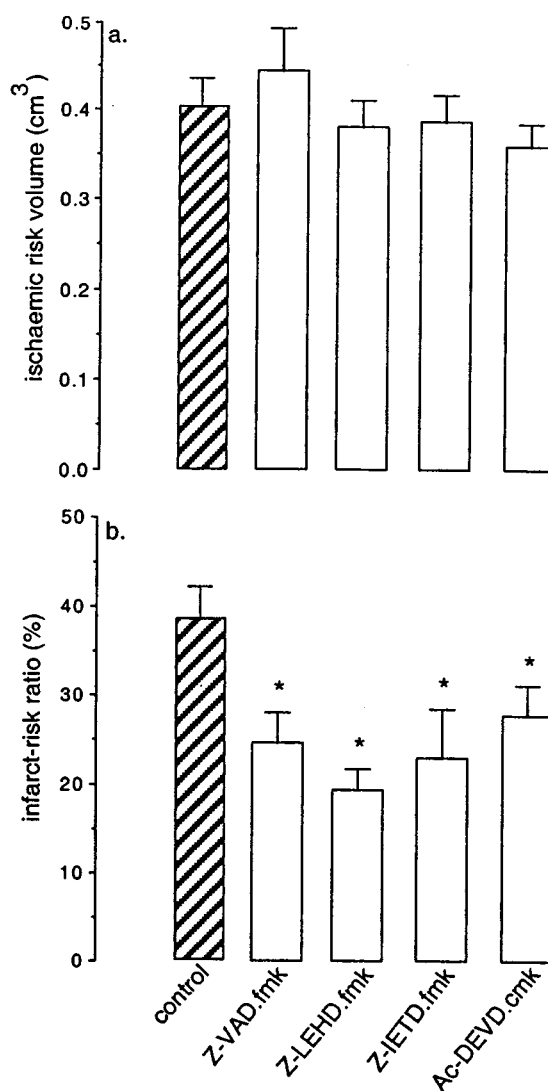 a.
ischaemic risk volume (cm³)
0.5
0.4
0.3
0.2
0.1
0.0
b.
infarct-risk ratio (%)
50
40
30
20
10
0
*
*
*
*
control
Z-VAD.fmk
Z-LEHD.fmk
Z-IETD.fmk
Ac-DEVD.cmk